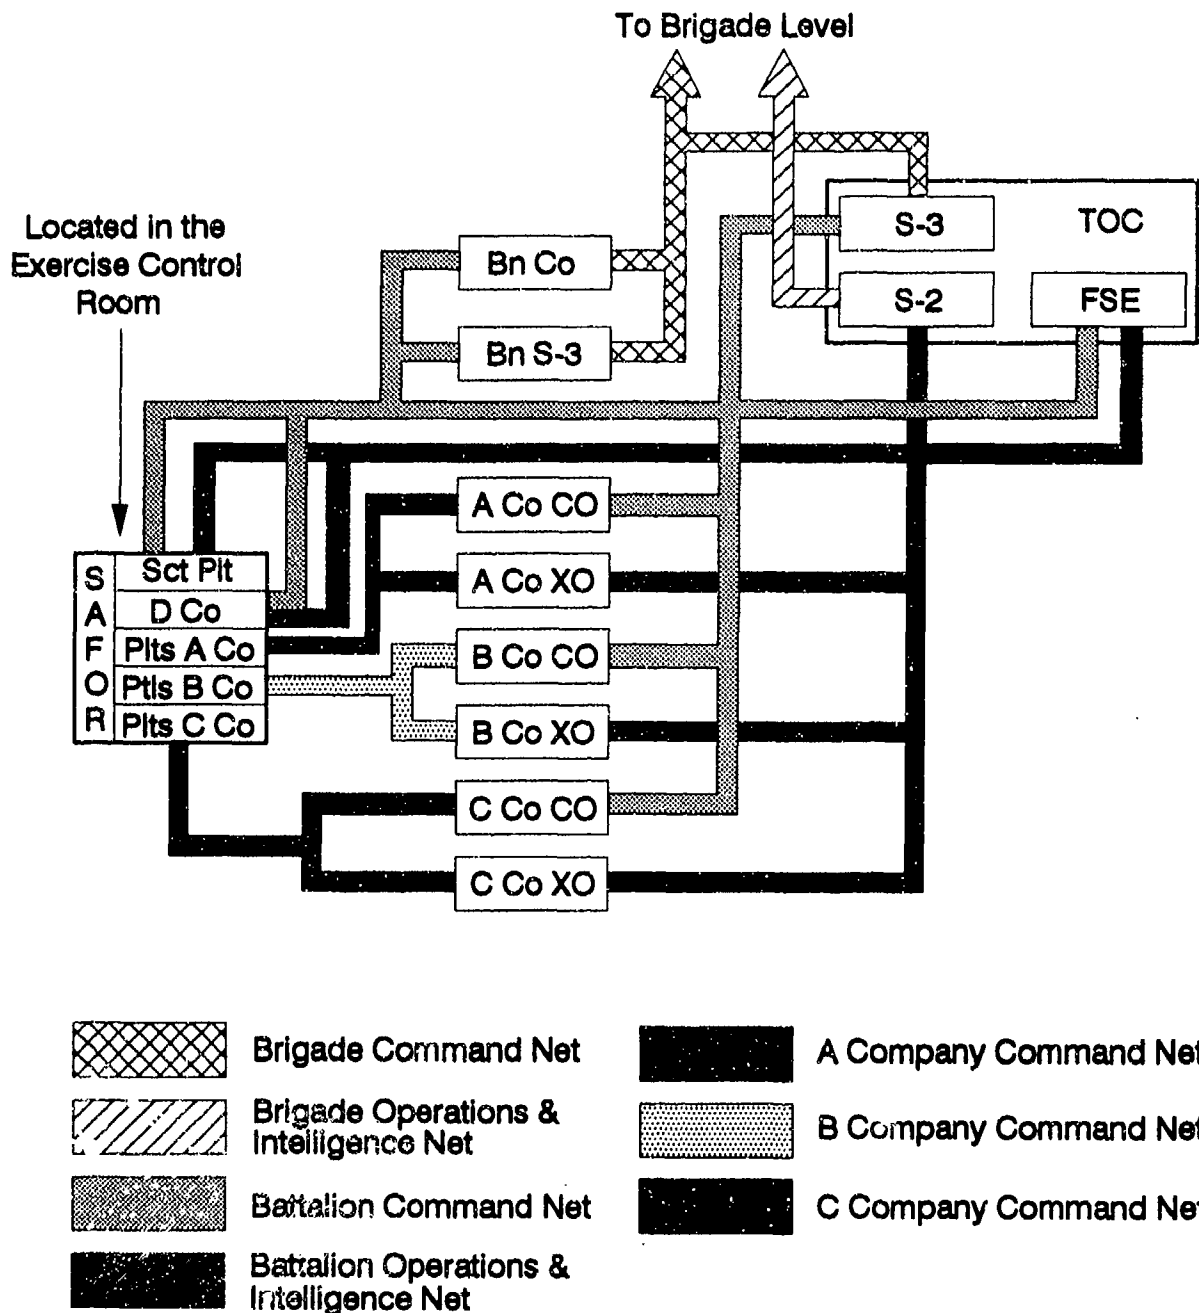 To Brigade Level
Located in the
Exercise Control
Room
Bn Co
Bn S-3
S-3
TOC
S-2
FSE
A Co CO
A Co XO
B Co CO
B Co XO
C Co CO
C Co XO
SAFOR
Sct Plt
D Co
Plts A Co
Ptls B Co
Plts C Co
Brigade Command Net
Brigade Operations &
Intelligence Net
Battalion Command Net
Battalion Operations &
Intelligence Net
A Company Command Net
B Company Command Net
C Company Command Net